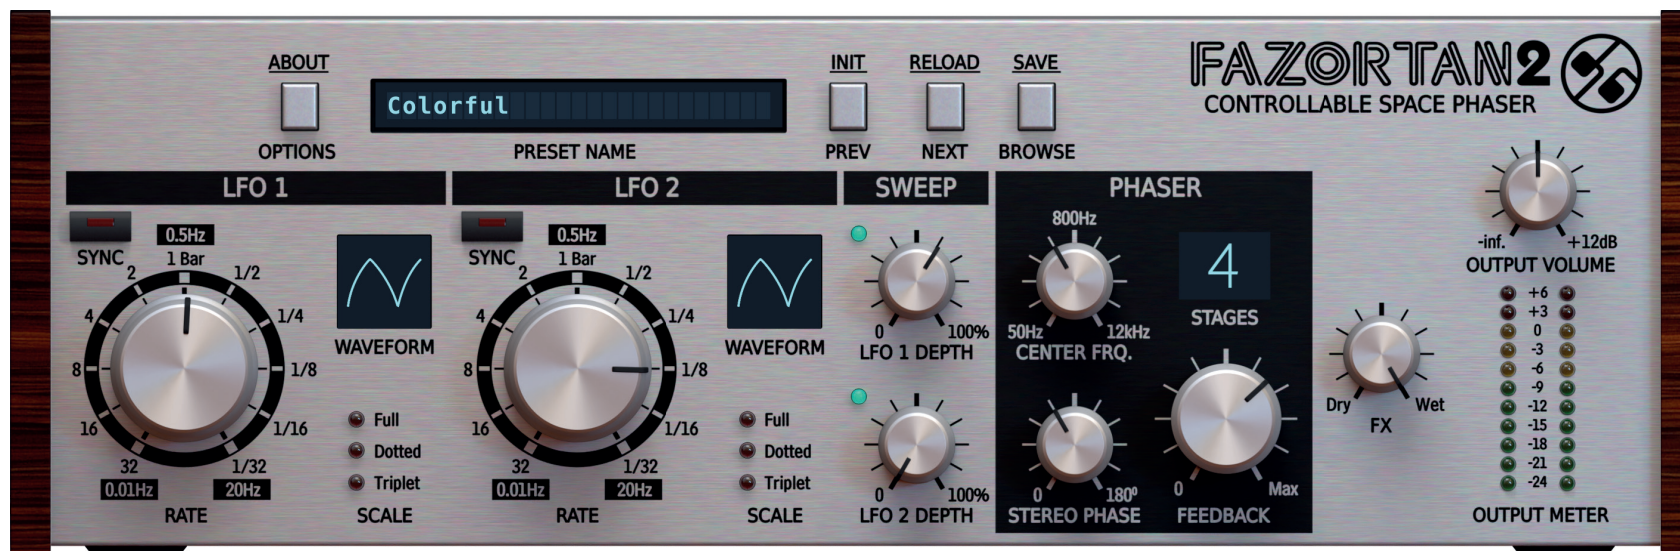 FAZORTAN2
CONTROLLABLE SPACE PHASER
ABOUT
OPTIONS
Colorful
PRESET NAME
INIT
PREV
RELOAD
NEXT
SAVE
BROWSE
LFO 1
SYNC
0.5Hz
1 Bar
2
1/2
4
1/4
8
1/8
16
1/16
32
1/32
0.01Hz
20Hz
RATE
WAVEFORM
Full
Dotted
Triplet
SCALE
LFO 2
SYNC
0.5Hz
1 Bar
2
1/2
4
1/4
8
1/8
16
1/16
32
1/32
0.01Hz
20Hz
RATE
WAVEFORM
Full
Dotted
Triplet
SCALE
SWEEP
0
100%
LFO 1 DEPTH
0
100%
LFO 2 DEPTH
PHASER
800Hz
50Hz
12kHz
CENTER FRQ.
4
STAGES
0
180º
STEREO PHASE
0
Max
FEEDBACK
Dry
Wet
FX
-inf.
+12dB
OUTPUT VOLUME
+6
+3
0
-3
-6
-9
-12
-15
-18
-21
-24
OUTPUT METER